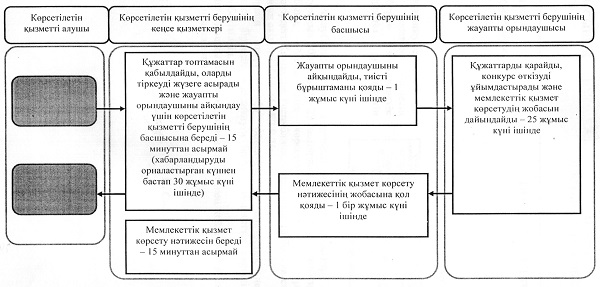 Көрсетілетін
қызметті алушы
Көрсетілетін қызметті берушінің
кеңсе қызметкері
Көрсетілетін қызметті берушінің
басшысы
Көрсетілетін қызметті берушінің
жауапты орындаушысы
Құжаттар топтамасын
қабылдайды, оларды
тіркеуді жүзеге асырады
және жауапты
орындаушыны айқындау
үшін көрсетілетін
қызметті берушінің
басшысына береді – 15
минуттан асырмай
(хабарландыруды
орналастырған күннен
бастап 30 жұмыс күні
ішінде)
Мемлекеттік қызмет
көрсету нәтижесін береді
– 15 минуттан асырмай
Жауапты орындаушыны
айқындайды, тиісті
бұрыштаманы қояды – 1
жұмыс күні ішінде
Мемлекеттік қызмет көрсету
нәтижесінің жобасына қол
қояды – 1 бір жұмыс күні
ішінде
Құжаттарды қарайды,
конкурс өткізуді
ұйымдастырады және
мемлекеттік қызмет
көрсетудің жобасын
дайындайды – 25 жұмыс
күні ішінде